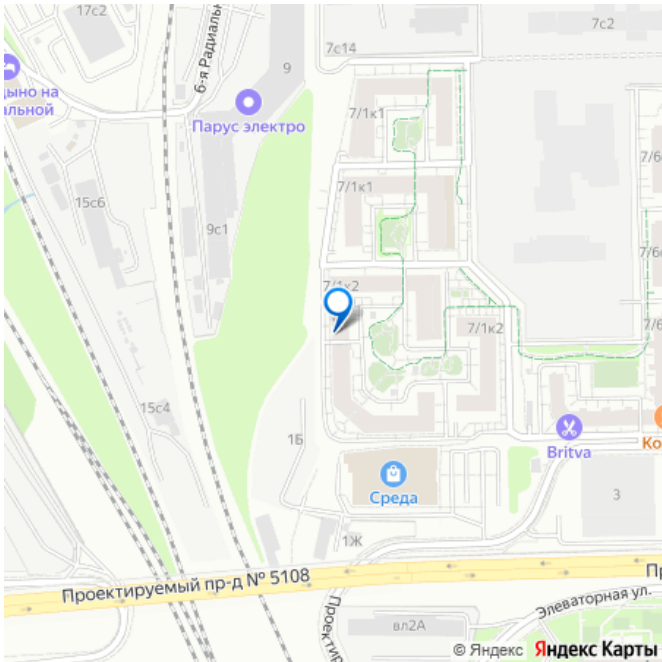 17с2
7с2
7с14
6-я Радиальн
9
дыно на
альной
Парус электро
7/1к1
7/6
15с6
7/1к1
9с1
7/6
7/1к2
7/1к2
7/6
15с4
1Б
Britva
Ко
Среда
3
1Ж
Проектируемый пр-д № 5108
Пр
Элеваторная ул.
Проектир
вл2А
© Яндекс Яндекс Карты